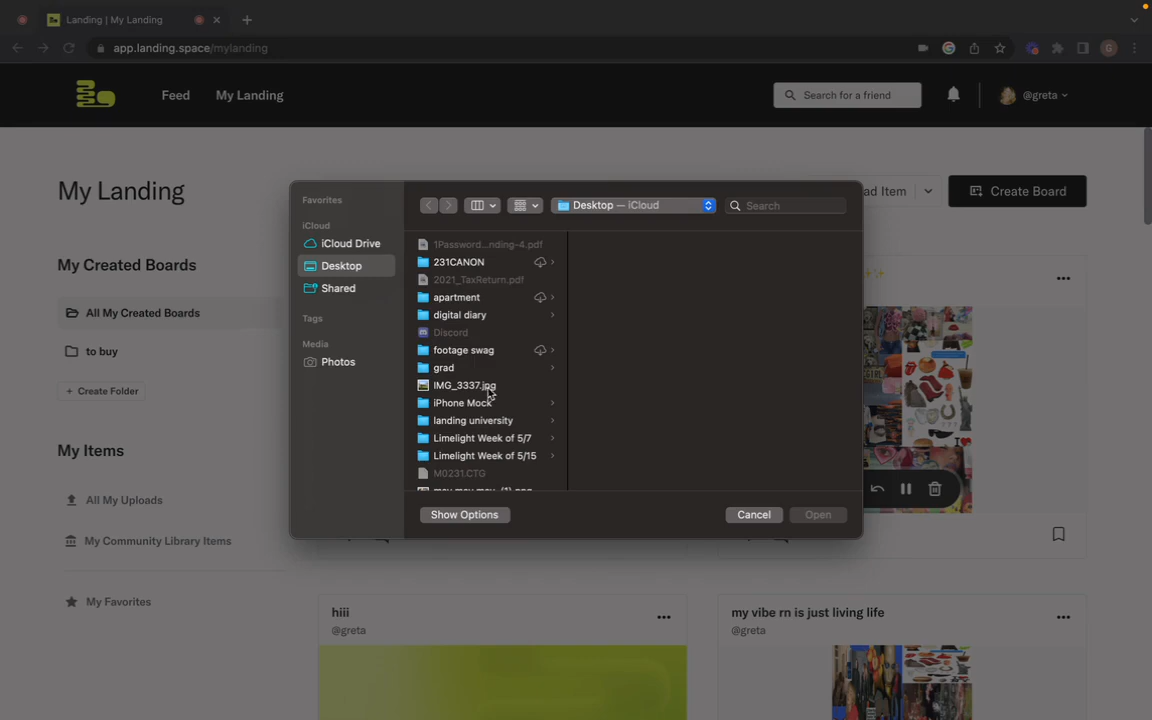 Landing | My Landing
app.landing.space/mylanding
G
Feed
My Landing
Search for a friend
@greta
My Landing
ad Item
Create Board
My Created Boards
All My Created Boards
to buy
+ Create Folder
My Items
All My Uploads
My Community Library Items
My Favorites
Favorites
iCloud
iCloud Drive
Desktop
Shared
Tags
Media
Photos
Desktop — iCloud
Search
1Password...nding-4.pdf
231CANON
2021_TaxReturn.pdf
apartment
digital diary
Discord
footage swag
grad
IMG_3337.jpg
iPhone Mock
landing university
Limelight Week of 5/7
Limelight Week of 5/15
M0231.CTG
Show Options
Cancel
Open
hiii
@greta
my vibe rn is just living life
@greta